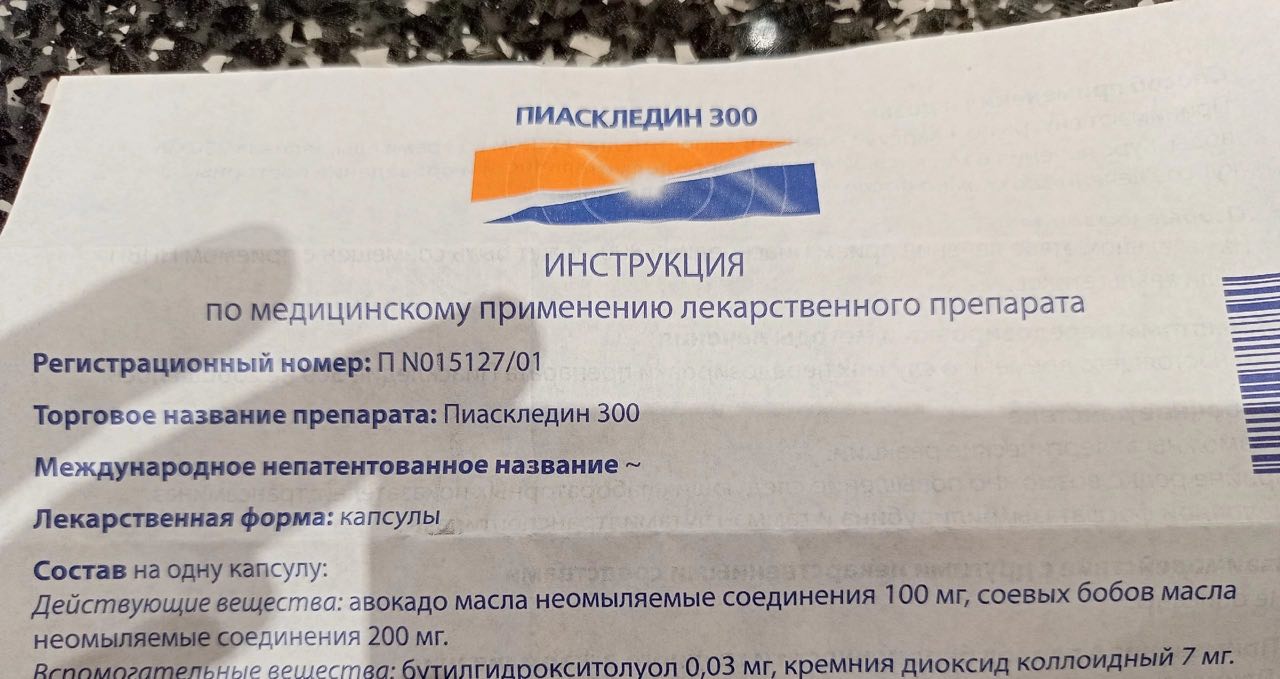 ПИАСКЛЕДИН 300
ИНСТРУКЦИЯ
по медицинскому применению лекарственного препарата
Регистрационный номер: П N015127/01
Торговое название препарата: Пиаскледин 300
Международное непатентованное название ~
Лекарственная форма: капсулы
Состав на одну капсулу:
Действующие вещества: авокадо масла неомыляемые соединения 100 мг, соевых бобов масла
неомыляемые соединения 200 мг.
Вспомогательные вещества: бутилгидрокситолуол 0,03 мг, кремния диоксид коллоидный 7 мг.